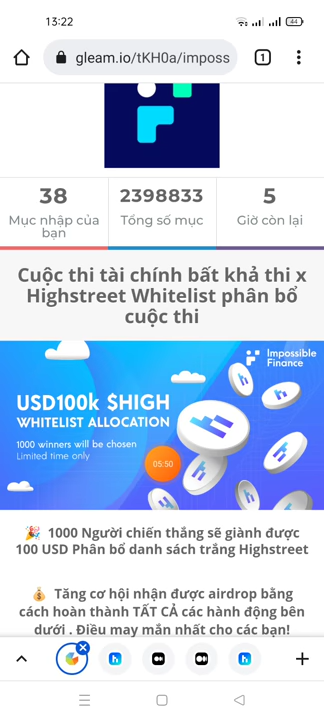 13:22
44
gleam.io/tKH0a/imposs
1
38
2398833
5
Mục nhập của
bạn
Tổng số mục
Giờ còn lại
Cuộc thi tài chính bất khả thi x
Highstreet Whitelist phân bổ
cuộc thi
Impossible
Finance
USD100k $HIGH
WHITELIST ALLOCATION
1000 winners will be chosen
Limited time only
05:50
🎉 1000 Người chiến thắng sẽ giành được
100 USD Phân bổ danh sách trắng Highstreet
💰 Tăng cơ hội nhận được airdrop bằng
cách hoàn thành TẤT CẢ các hành động bên
dưới . Điều may mắn nhất cho các bạn!